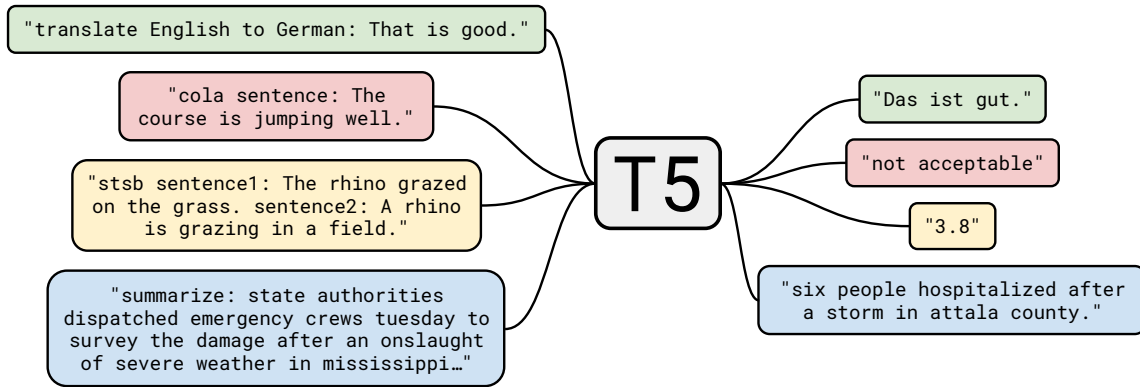 "translate English to German: That is good."
"cola sentence: The
course is jumping well."
"stsb sentence1: The rhino grazed
on the grass. sentence2: A rhino
is grazing in a field."
"summarize: state authorities
dispatched emergency crews tuesday to
survey the damage after an onslaught
of severe weather in mississippi…"
T5
"Das ist gut."
"not acceptable"
"3.8"
"six people hospitalized after
a storm in attala county."